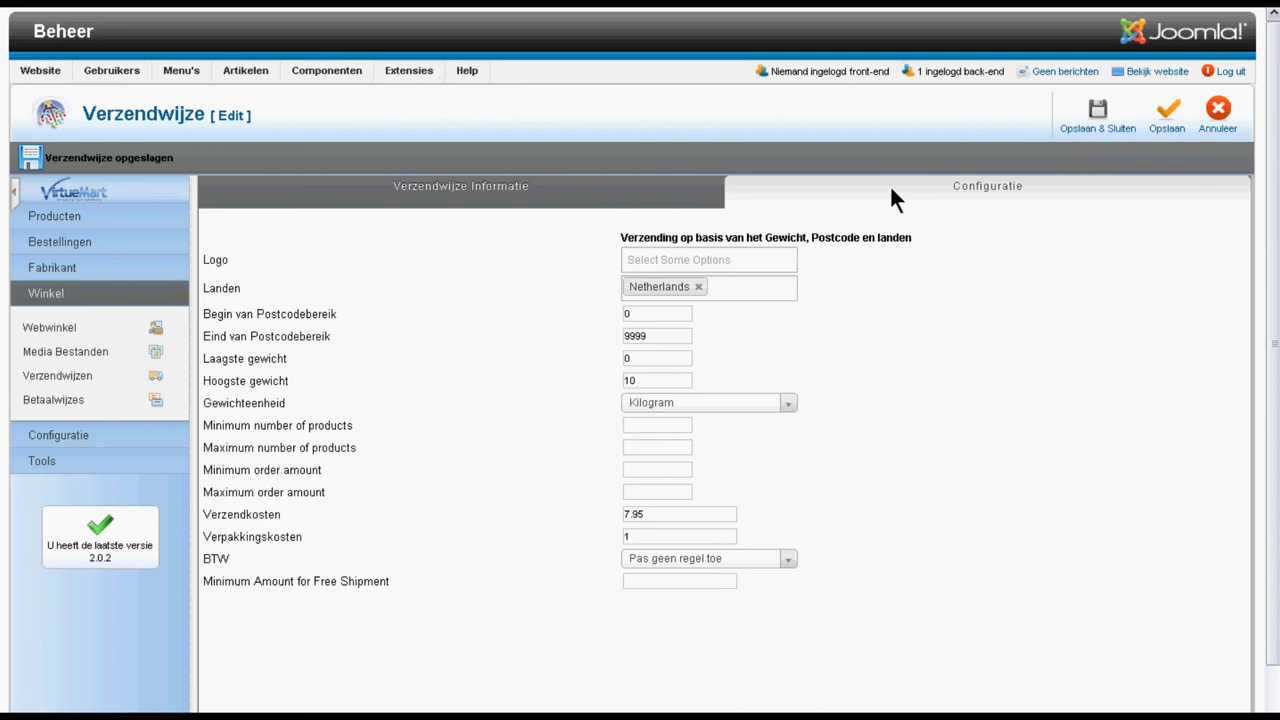 Beheer
Joomla!
Website Gebruikers Menu's Artikelen Componenten Extensies Help Niemand ingelogd front-end 1 ingelogd back-end Geen berichten Bekijk website Log uit
Verzendwijze [ Edit ]
Opslaan & Sluiten Opslaan Annuleer
Verzendwijze opgeslagen
VirtueMart
Producten
Bestellingen
Fabrikant
Winkel
Webwinkel
Media Bestanden
Verzendwijzen
Betaalwijzes
Configuratie
Tools
U heeft de laatste versie
2.0.2
Verzendwijze Informatie Configuratie
Verzending op basis van het Gewicht, Postcode en landen
Logo Select Some Options
Landen Netherlands
Begin van Postcodebereik 0
Eind van Postcodebereik 9999
Laagste gewicht 0
Hoogste gewicht 10
Gewichteenheid Kilogram
Minimum number of products
Maximum number of products
Minimum order amount
Maximum order amount
Verzendkosten 7.95
Verpakkingskosten 1
BTW Pas geen regel toe
Minimum Amount for Free Shipment